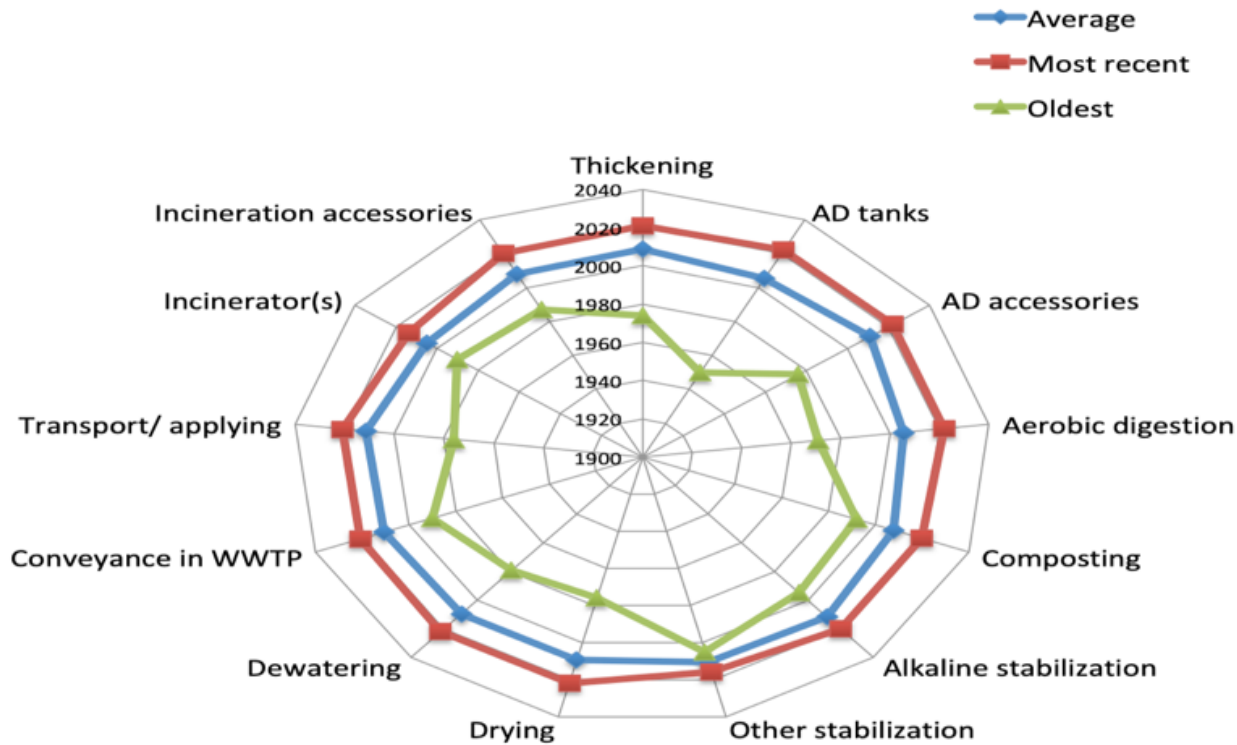 Average
Most recent
Oldest
Thickening
2040
Incineration accessories
AD tanks
2020
2000
Incinerator(s)
AD accessories
1980
1960
1940
Transport/ applying
Aerobic digestion
1920
1900
Conveyance in WWTP
Composting
Dewatering
Alkaline stabilization
Drying
Other stabilization